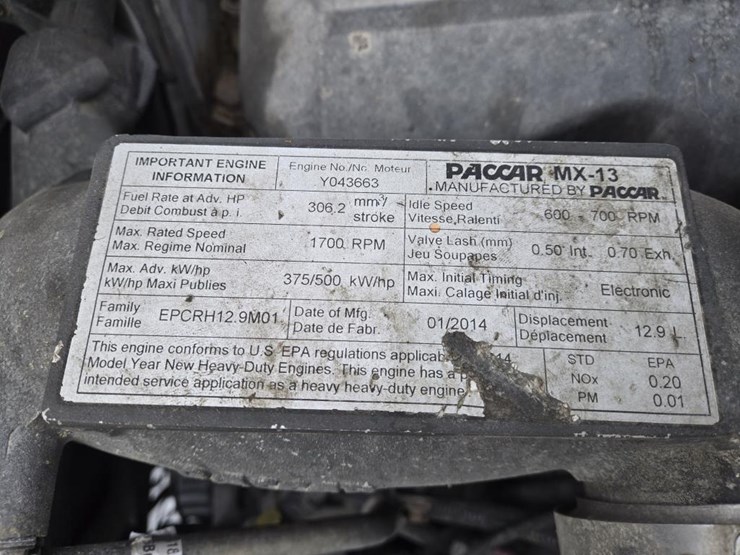 IMPORTANT ENGINE
INFORMATION
Engine No./No. Moteur
Y043663
PACCAR MX-13
MANUFACTURED BY PACCAR
Fuel Rate at Adv. HP
Debit Combust à p. i.
306.2 mm³/
stroke
Idle Speed
Vitesse,Ralenti
600 - 700 RPM
Max. Rated Speed
Max. Regime Nominal
1700 RPM
Valve Lash (mm)
Jeu Soupapes
0.50 Int. 0.70 Exh.
Max. Adv. kW/hp
kW/hp Maxi Publies
375/500 kW/hp
Max. Initial Timing
Maxi. Calage Initial d'inj.
Electronic
Family
Famille
EPCRH12.9M01
Date of Mfg.
Date de Fabr.
01/2014
Displacement
Déplacement
12.9 L
This engine conforms to U.S. EPA regulations 14
Model Year New Heavy-Duty Engines. This engine has a
intended service application as a heavy heavy-duty engine
STD EPA
NOx 0.20
PM 0.01